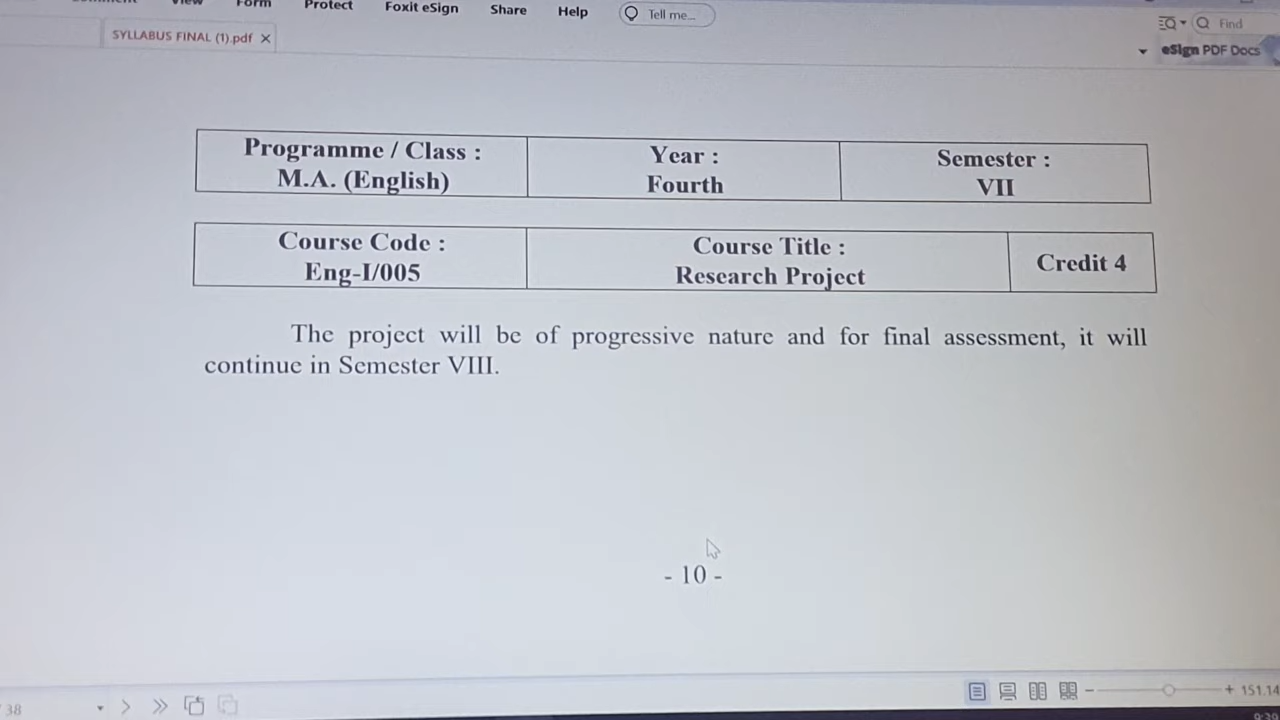 View Form Protect Foxit eSign Share Help Tell me...
Find
SYLLABUS FINAL (1).pdf
eSign PDF Docs
Programme / Class :
M.A. (English)
Year :
Fourth
Semester :
VII
Course Code :
Eng-I/005
Course Title :
Research Project
Credit 4
The project will be of progressive nature and for final assessment, it will
continue in Semester VIII.
- 10 -
38
151.14